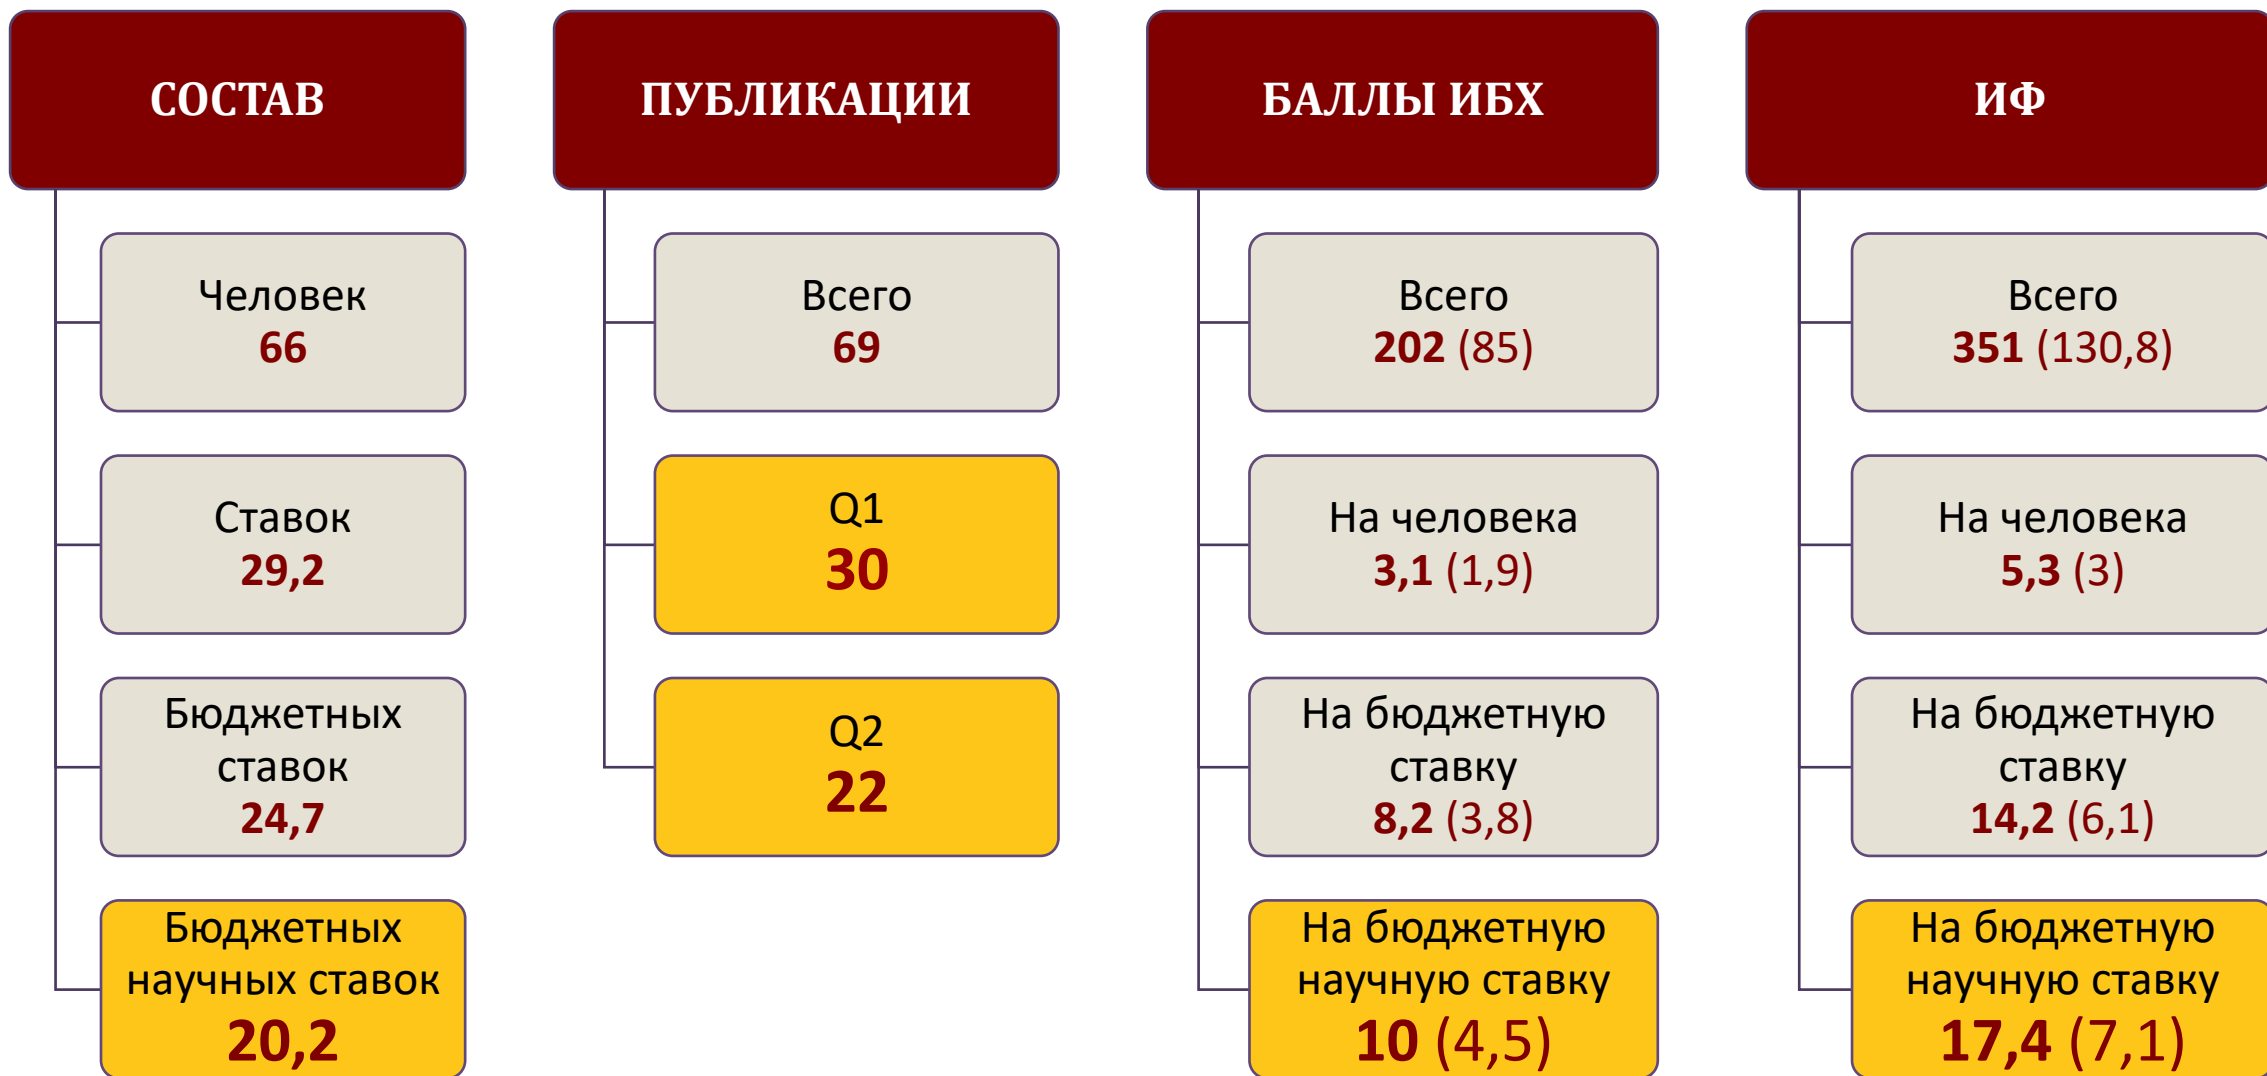 СОСТАВ
Человек
66
Ставок
29,2
Бюджетных
ставок
24,7
Бюджетных
научных ставок
20,2
ПУБЛИКАЦИИ
Всего
69
Q1
30
Q2
22
БАЛЛЫ ИБХ
Всего
202 (85)
На человека
3,1 (1,9)
На бюджетную
ставку
8,2 (3,8)
На бюджетную
научную ставку
10 (4,5)
ИФ
Всего
351 (130,8)
На человека
5,3 (3)
На бюджетную
ставку
14,2 (6,1)
На бюджетную
научную ставку
17,4 (7,1)